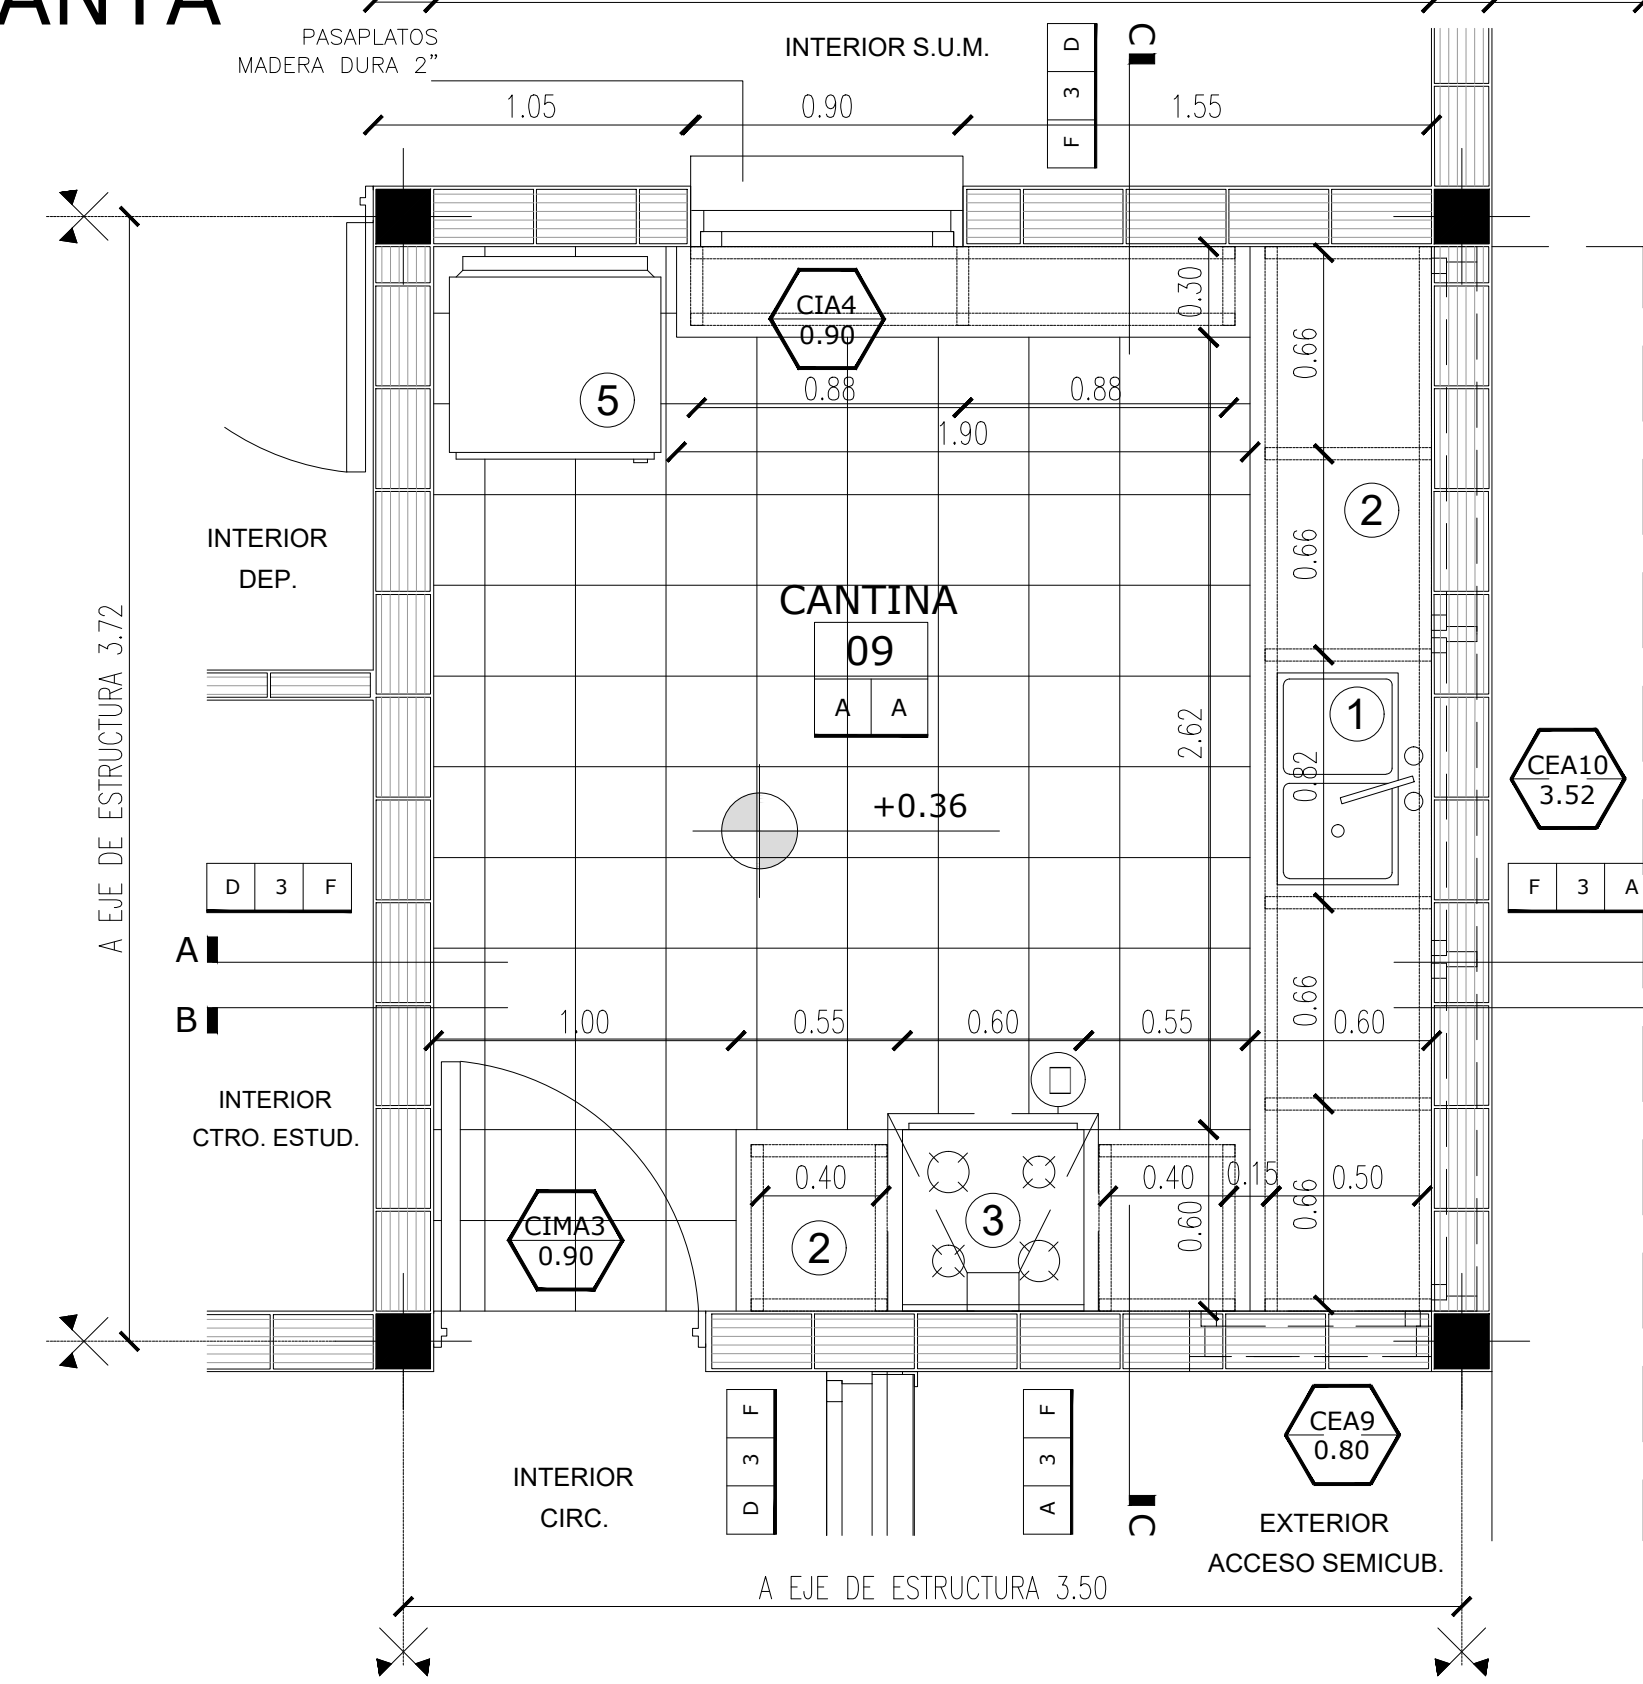 PASAPLATOS
MADERA DURA 2"
INTERIOR S.U.M.
D
3
F
C
1.05
0.90
1.55
CIA4
0.90
0.30
0.66
0.88
0.88
1.90
5
2
INTERIOR
DEP.
0.66
CANTINA
09
A A
A EJE DE ESTRUCTURA 3.72
2.62
1
0.82
CEA10
3.52
+0.36
D 3 F
F 3 A
A
B
1.00
0.55
0.60
0.55
0.66
0.60
INTERIOR
CTRO. ESTUD.
0.40
0.40
0.15
0.50
CIMA3
0.90
2
3
0.60
0.66
F
3
D
F
3
A
CEA9
0.80
INTERIOR
CIRC.
C
EXTERIOR
ACCESO SEMICUB.
A EJE DE ESTRUCTURA 3.50